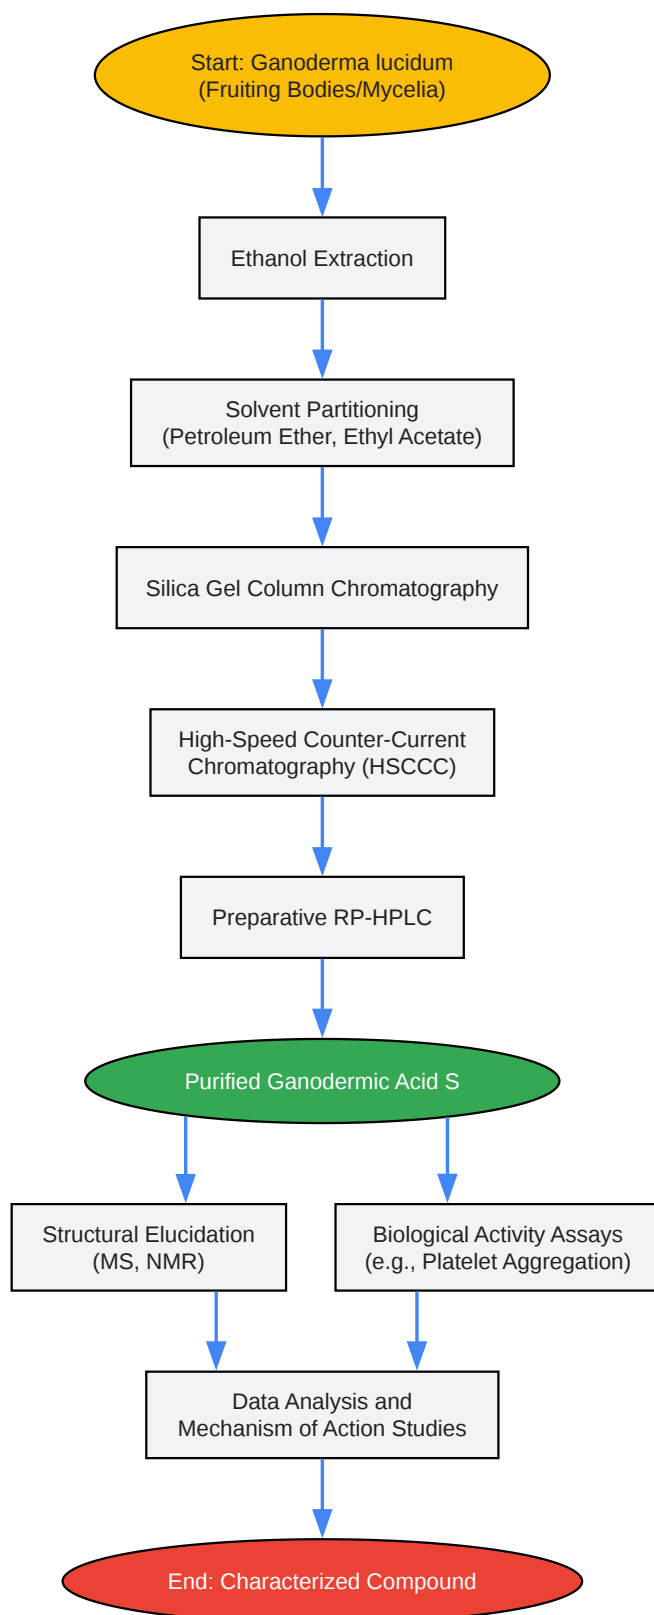 Start: Ganoderma lucidum
(Fruiting Bodies/Mycelia)
Ethanol Extraction
Solvent Partitioning
(Petroleum Ether, Ethyl Acetate)
Silica Gel Column Chromatography
High-Speed Counter-Current
Chromatography (HSCCC)
Preparative RP-HPLC
Purified Ganodermic Acid S
Structural Elucidation
(MS, NMR)
Biological Activity Assays
(e.g., Platelet Aggregation)
Data Analysis and
Mechanism of Action Studies
End: Characterized Compound